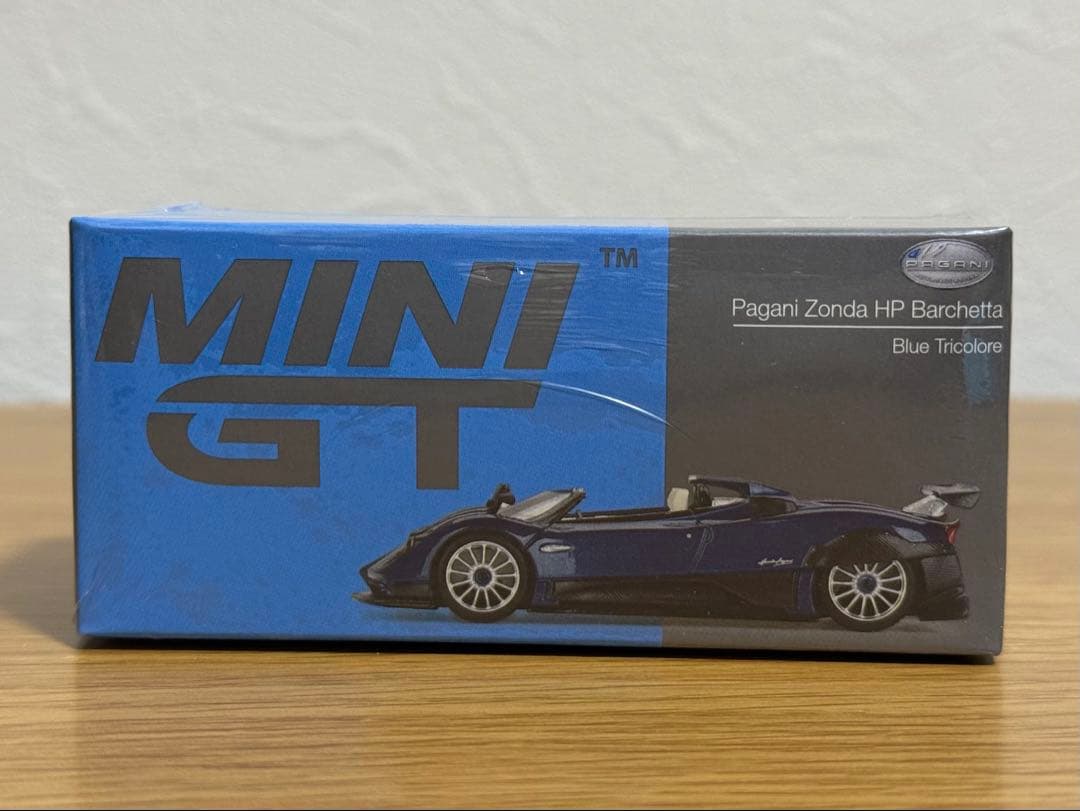 MINI
GT
TM
PAGANI
Pagani Zonda HP Barchetta
Blue Tricolore